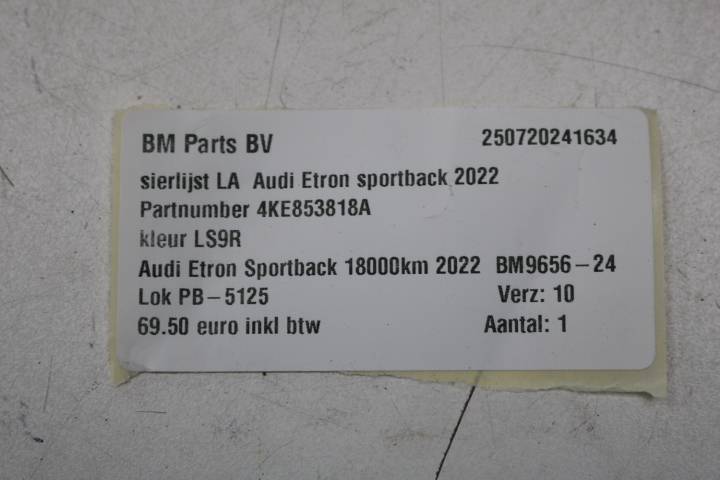 BM Parts BV 250720241634
sierlijst LA Audi Etron sportback 2022
Partnumber 4KE853818A
kleur LS9R
Audi Etron Sportback 18000km 2022 BM9656-24
Lok PB-5125 Verz: 10
69.50 euro inkl btw Aantal: 1